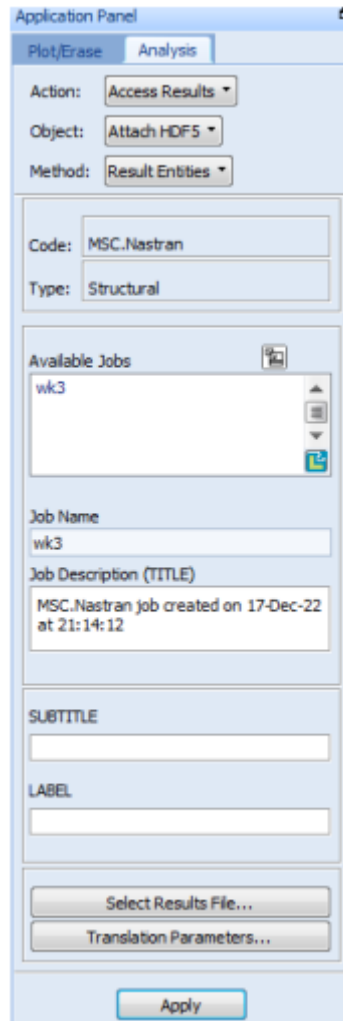 Application Panel
Plot/Erase Analysis
Action: Access Results
Object: Attach HDF5
Method: Result Entities
Code: MSC.Nastran
Type: Structural
Available Jobs
wk3
Job Name
wk3
Job Description (TITLE)
MSC.Nastran job created on 17-Dec-22
at 21:14:12
SUBTITLE
LABEL
Select Results File...
Translation Parameters...
Apply